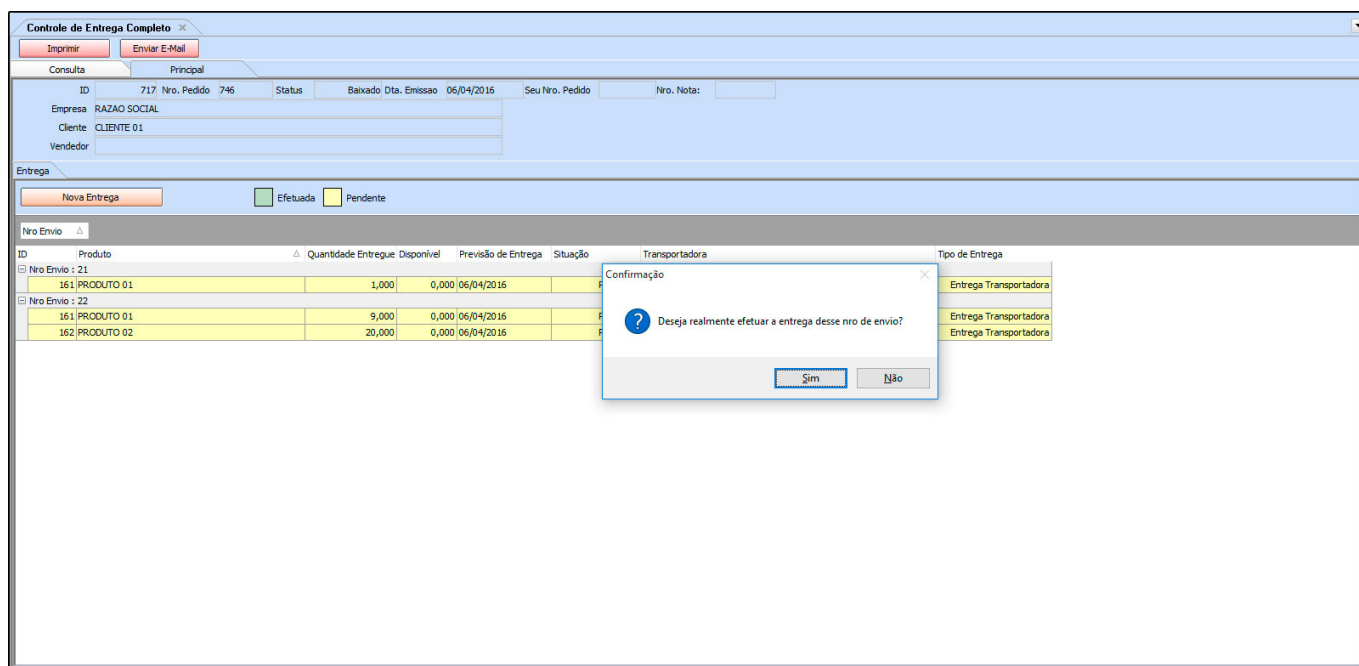 Controle de Entrega Completo
Imprimir Enviar E-Mail
Consulta Principal
ID 717 Nro. Pedido 746 Status Baixado Dta. Emissao 06/04/2016 Seu Nro. Pedido Nro. Nota:
Empresa RAZAO SOCIAL
Cliente CLIENTE 01
Vendedor
Entrega
Nova Entrega Efetuada Pendente
Nro Envio
ID Produto Quantidade Entregue Disponível Previsão de Entrega Situação Transportadora Tipo de Entrega
Nro Envio : 21
161 PRODUTO 01 1,000 0,000 06/04/2016 Entrega Transportadora
Nro Envio : 22
161 PRODUTO 01 9,000 0,000 06/04/2016 Entrega Transportadora
162 PRODUTO 02 20,000 0,000 06/04/2016 Entrega Transportadora
Confirmação
Deseja realmente efetuar a entrega desse nro de envio?
Sim Não